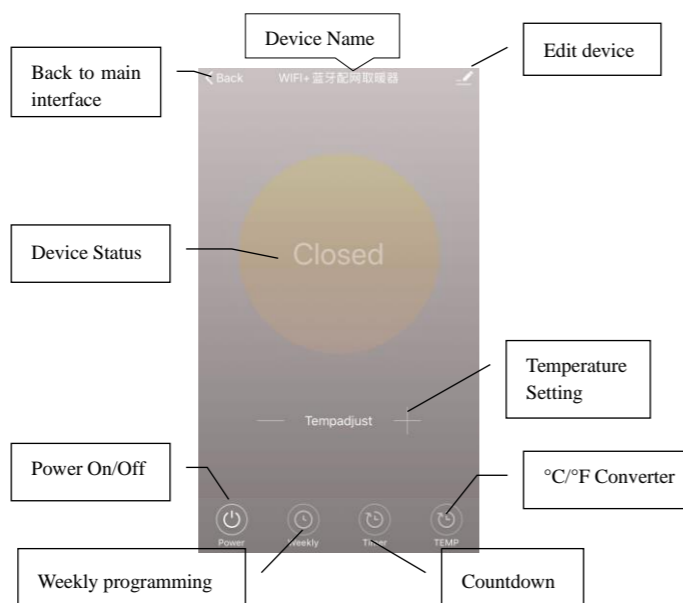 Device Name
Edit device
Back to main
interface
Back
WIFI+蓝牙配网取暖器
Device Status
Closed
Temperature
Setting
Tempadjust
Power On/Off
°C/°F Converter
Power
Weekly
Timer
TEMP
Weekly programming
Countdown